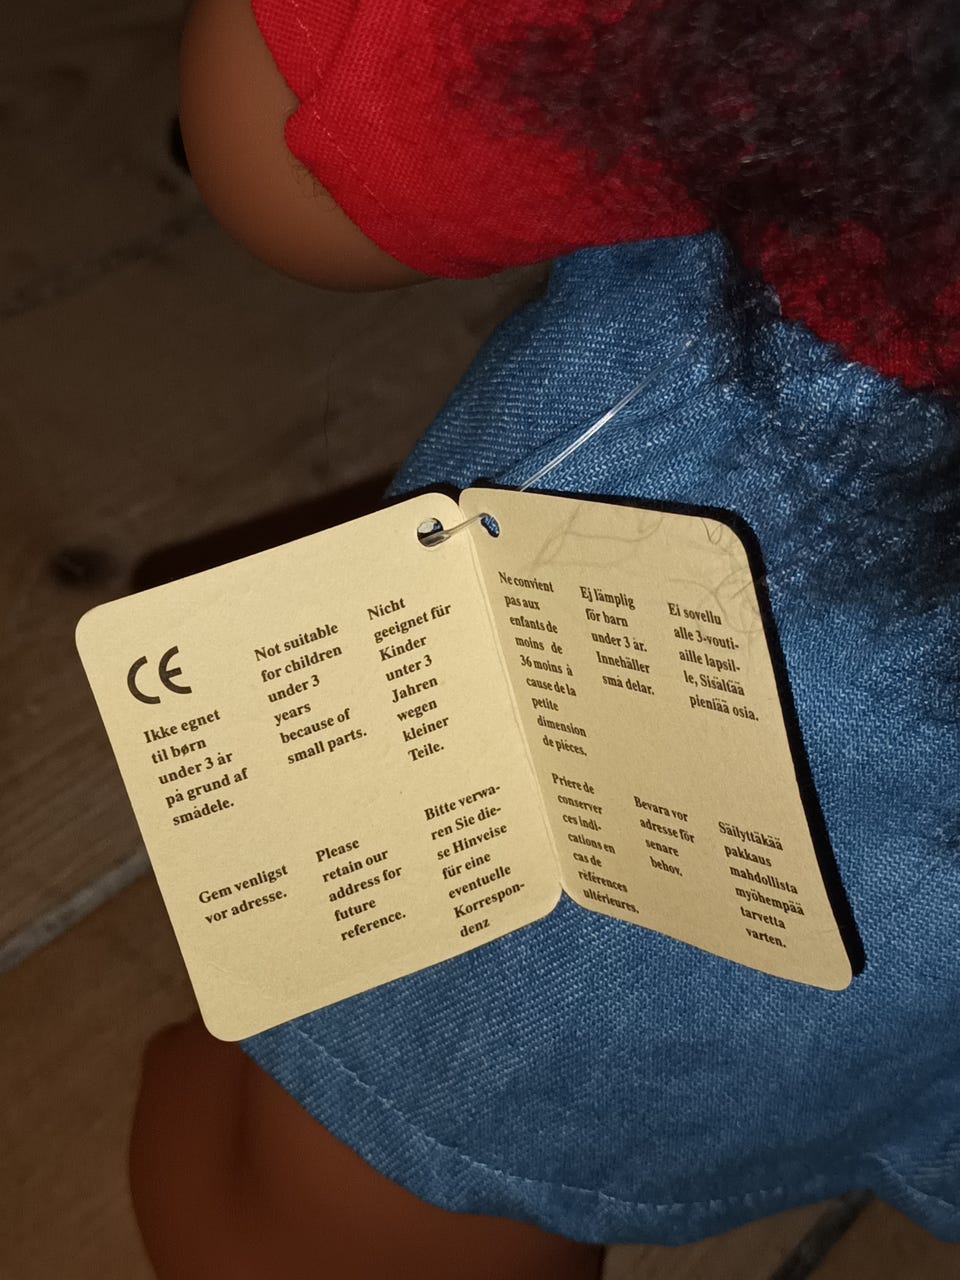 CE
Ikke egnet
til børn
under 3 år
på grund af
smådele.
Not suitable
for children
under 3
years
because of
small parts.
Nicht
geeignet für
Kinder
unter 3
Jahren
wegen
kleiner
Teile.
Gem venligst
vor adresse.
Please
retain our
address for
future
reference.
Bitte verwa-
ren Sie die-
se Hinweise
für eine
eventuelle
Korrespon-
denz
Ne convient
pas aux
enfants de
moins de
36 moins à
cause de la
petite
dimension
de pièces.
Ej lämplig
för barn
under 3 år.
Innehäller
små delar.
Ei sovellu
alle 3-vouti-
aille lapsil-
le, Sisältää
pieniää osia.
Priere de
conserver
ces indi-
cations en
cas de
rèfèrences
ultérieures.
Bevara vor
adresse för
senare
behov.
Säilyttäkää
pakkaus
mahdollista
myöhempää
tarvetta
varten.